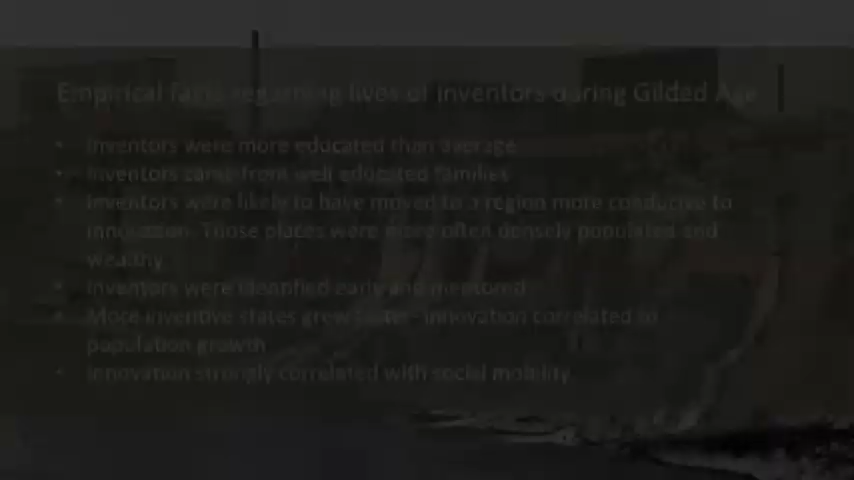 Empirical facts regarding lives of inventors during Gilded Age
• Inventors were more educated than average
• Inventors came from well educated families
• Inventors were likely to have moved to a region more conducive to
innovation. Those places were more often densely populated and
wealthy
• Inventors were identified early and mentored
• More inventive states grew faster- innovation correlated to
population growth
• Innovation strongly correlated with social mobility